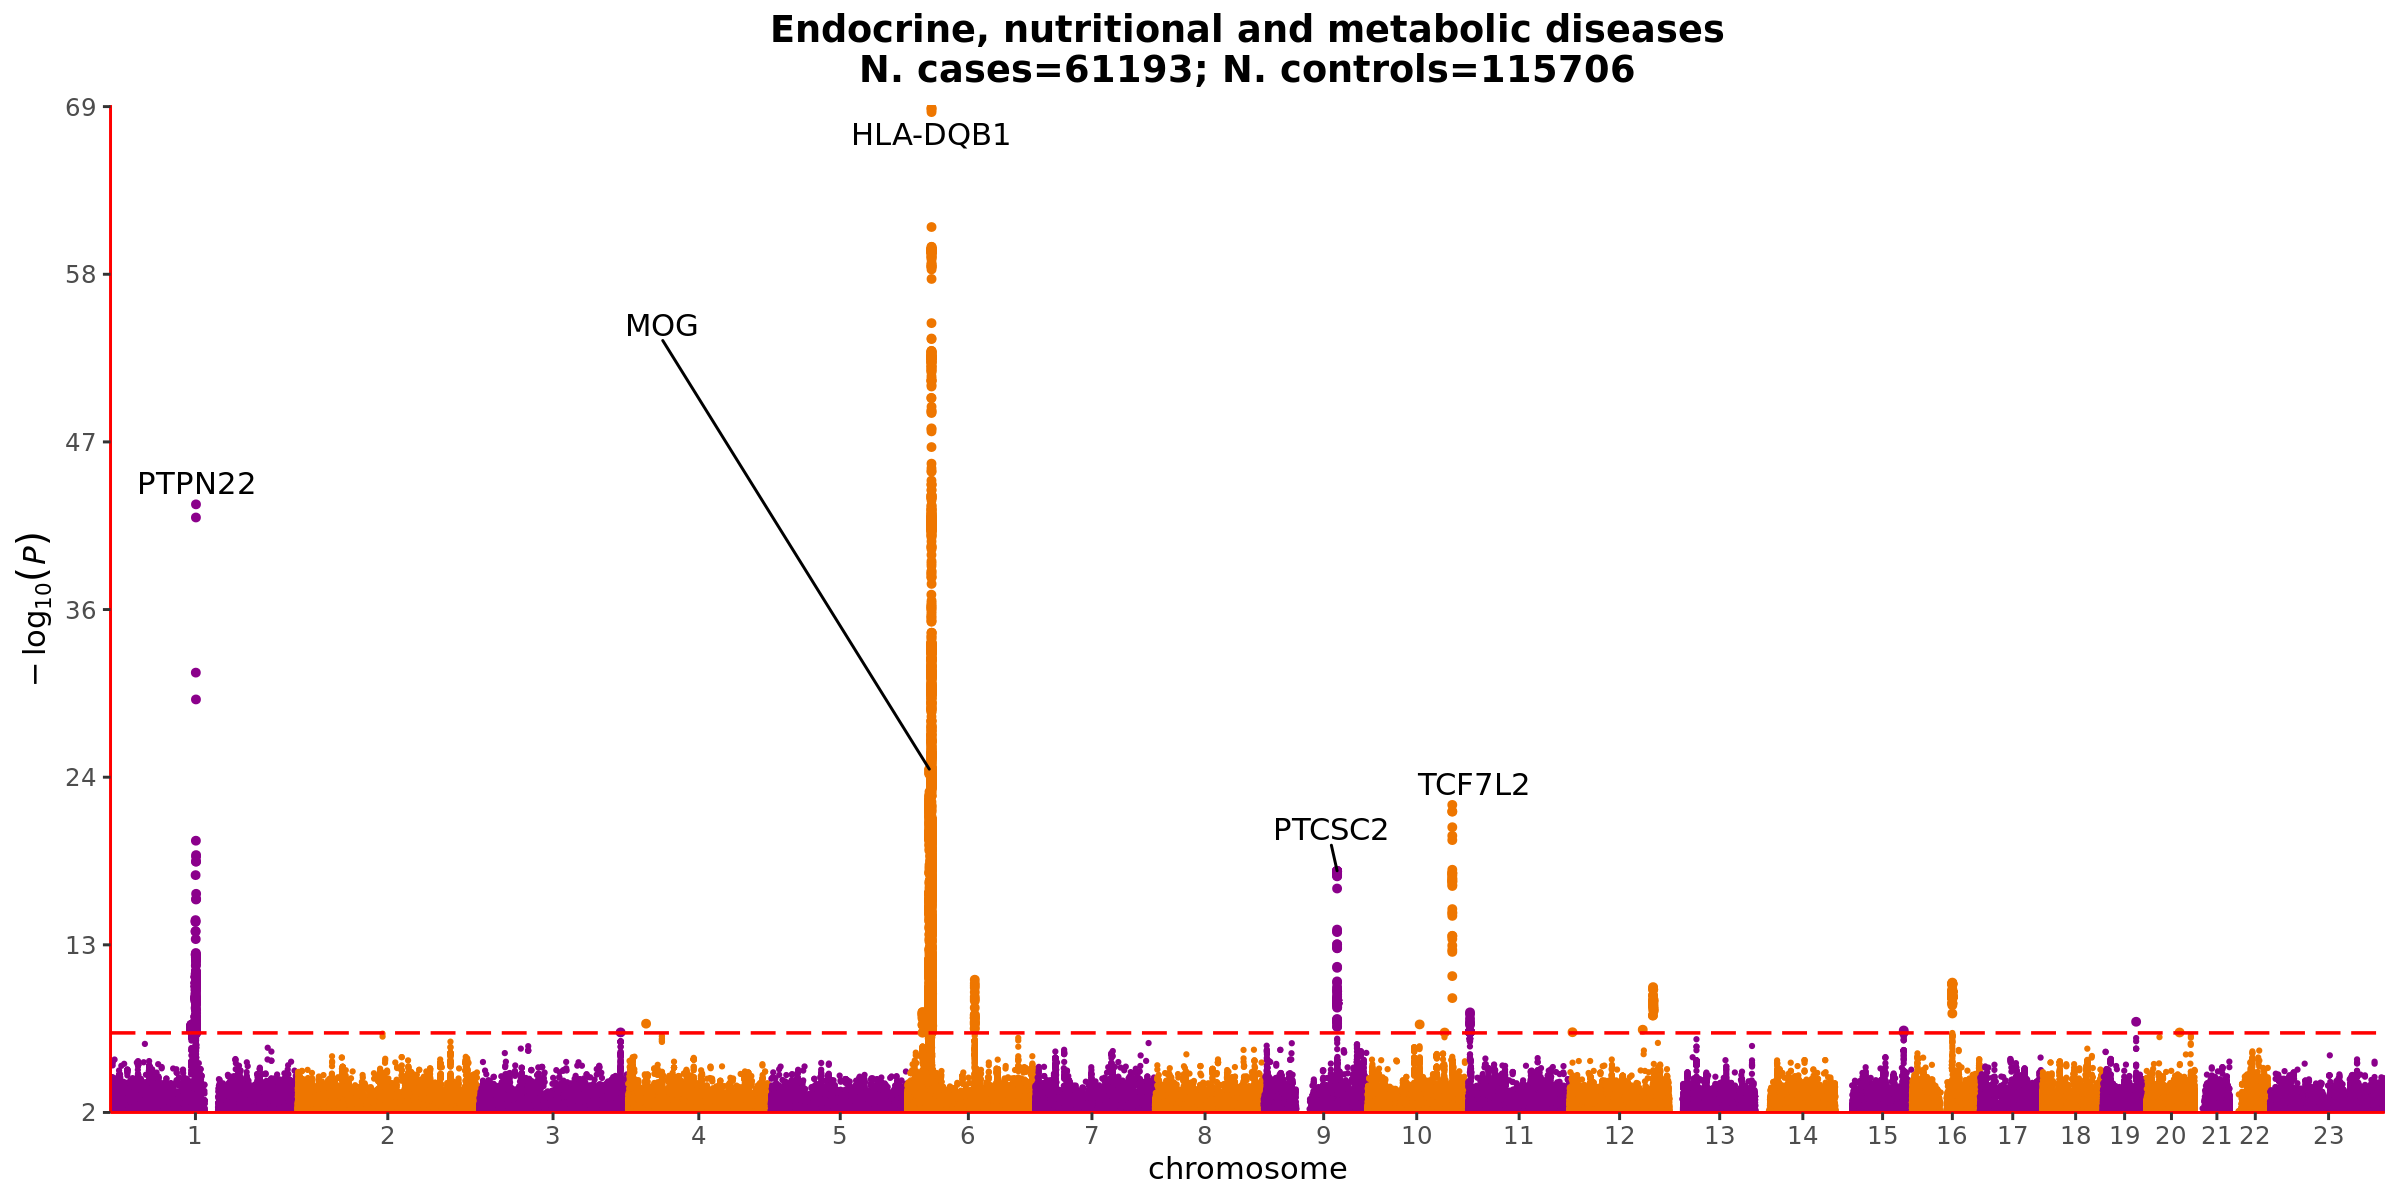 Endocrine, nutritional and metabolic diseases
N. cases=61193; N. controls=115706
69
HLA-DQB1
58
MOG
47
PTPN22
− log10(P)
36
24
TCF7L2
PTCSC2
13
2
1 2 3 4 5 6 7 8 9 10 11 12 13 14 15 16 17 18 19 20 21 22 23
chromosome